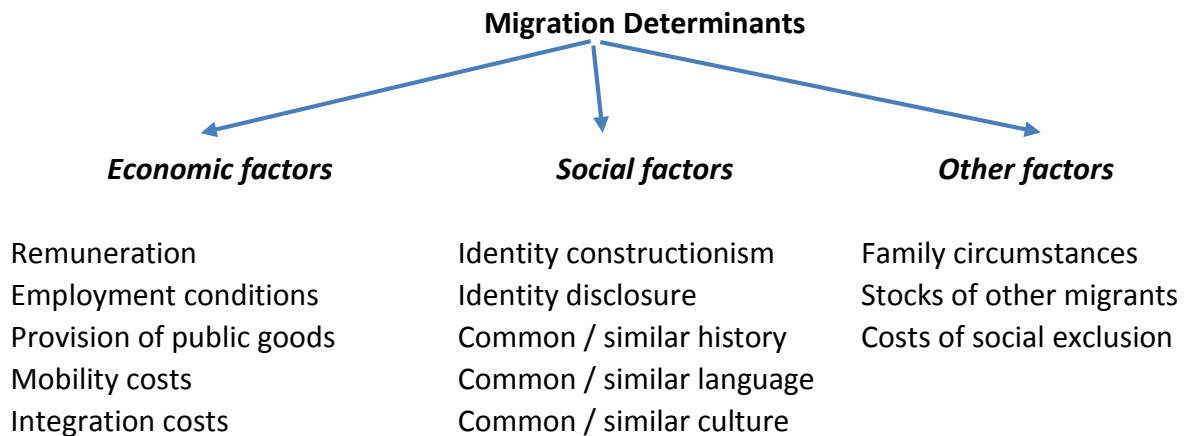 Migration Determinants
Economic factors
Social factors
Other factors
Remuneration
Employment conditions
Provision of public goods
Mobility costs
Integration costs
Identity constructionism
Identity disclosure
Common / similar history
Common / similar language
Common / similar culture
Family circumstances
Stocks of other migrants
Costs of social exclusion